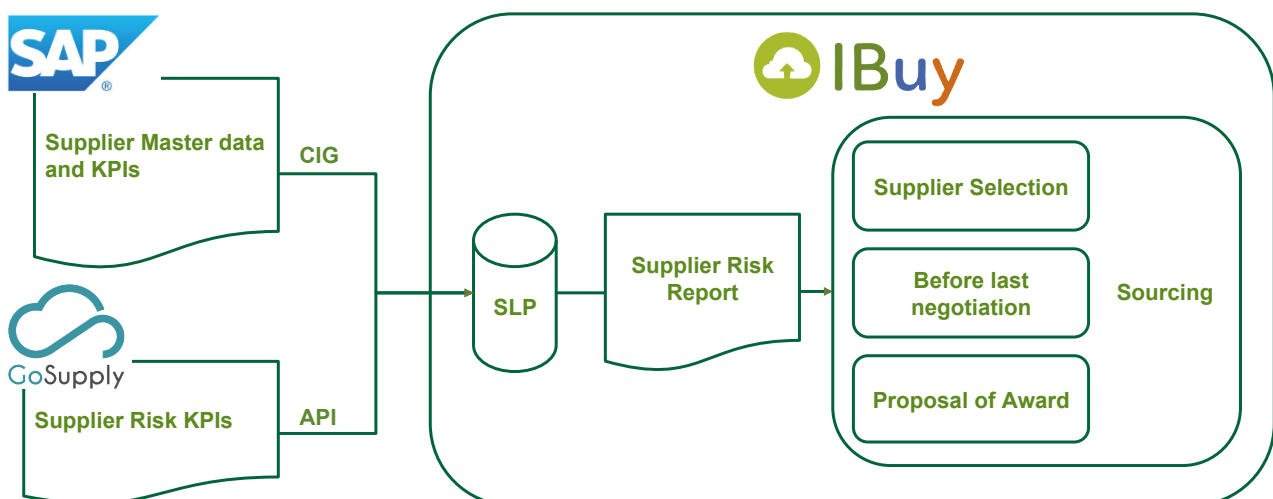 SAP
®
IBuy
Supplier Master data
and KPIs
CIG
Supplier Selection
Supplier Risk
Report
SLP
Before last
negotiation
Sourcing
GoSupply
Supplier Risk KPIs
API
Proposal of Award